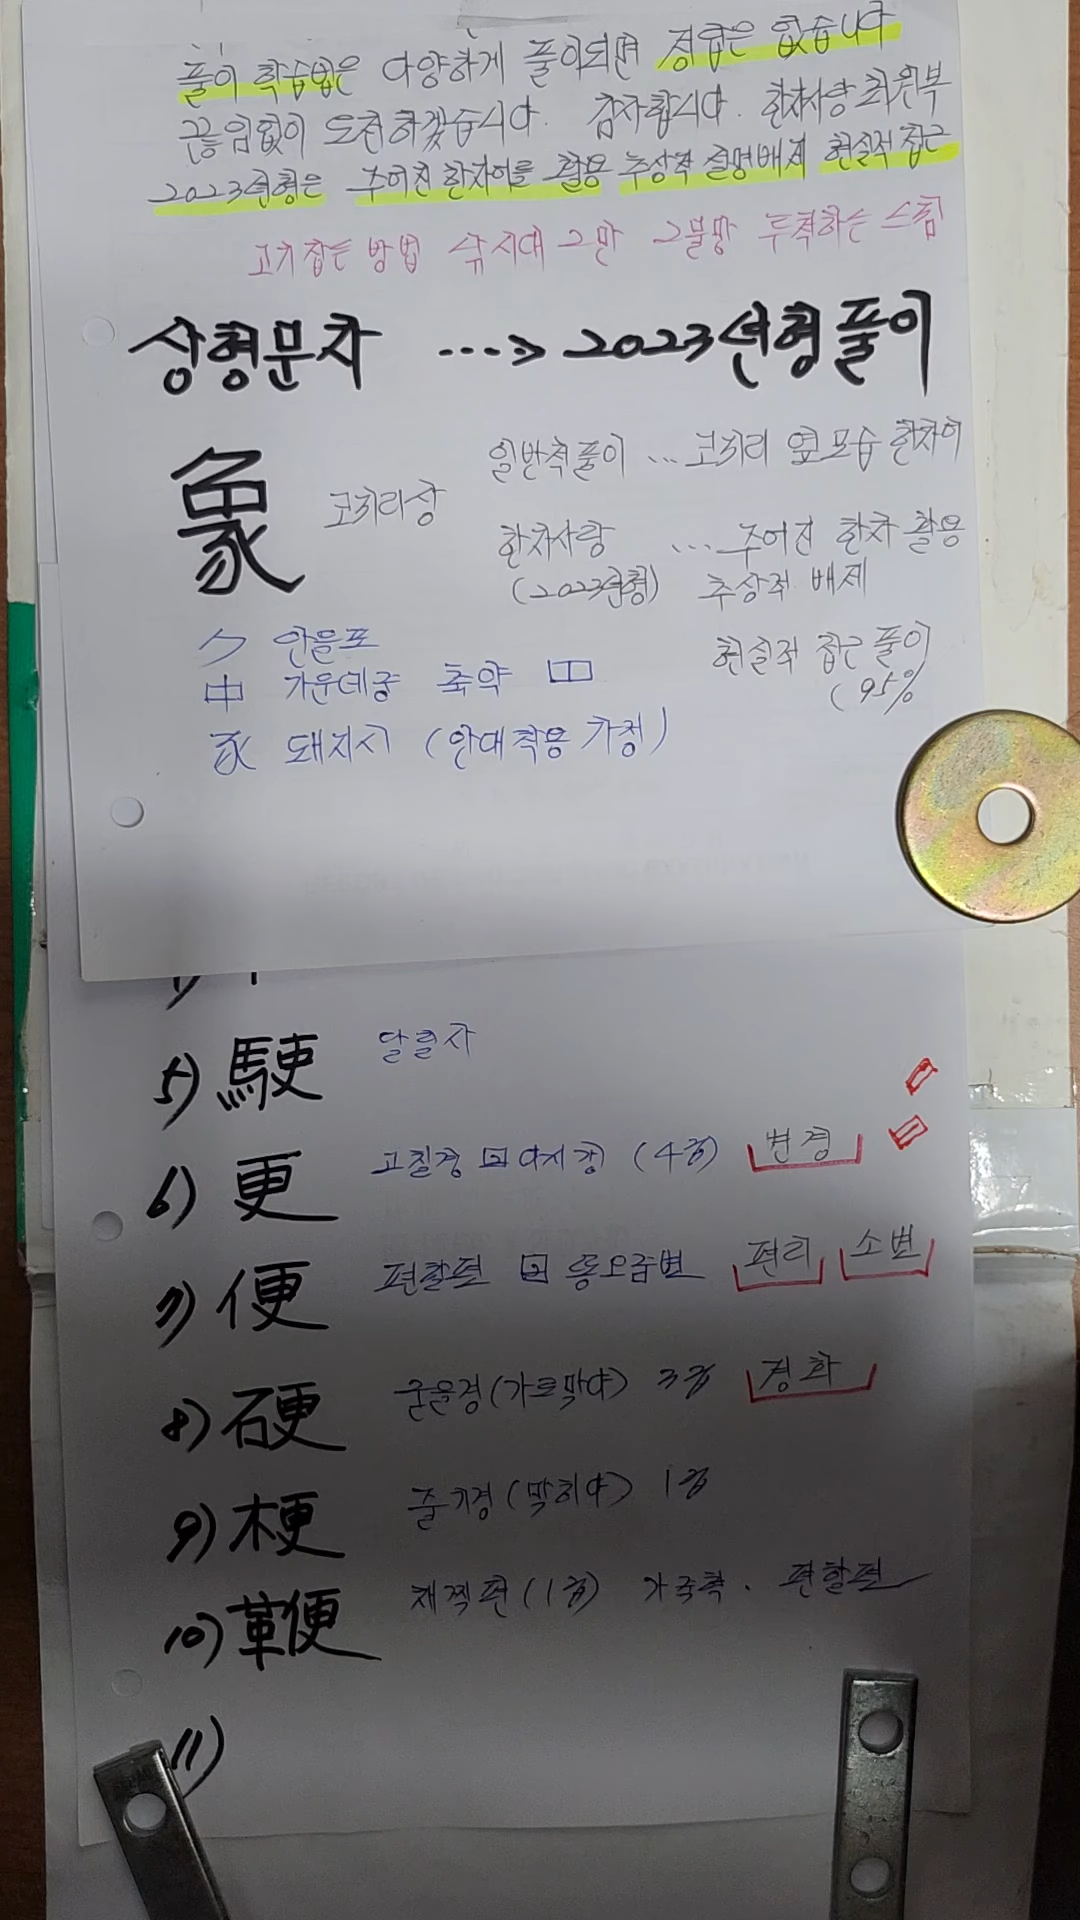 풀이 학습법은 다양하게 풀이되면 정답은 없습니다
끊임없이 도전하겠습니다. 감사합니다. 한자사랑 최원부
2023년형은 주어진 한자어를 활용 추상적 설명배제 현실적 접근
고기잡는 방법 시대 그만 그물망 투척하는 스킬
상형문자 ···> 2023년형풀이
象 코끼리상
일반적풀이 ... 코끼리 옆모습 한자어
한자사랑 ... 주어진 한자 활용
(2023년형) 추상적 배제
현실적 접근 풀이
(95%
勹 안을포
中 가운데중 축약
豕 돼지시 (안대착용 가정)
5) 駛 달릴사
6) 更 고칠경 다시갱 (4급) 변경
7) 便 편할편 똥오줌변 편리 소변
8) 硬 굳을경(가로막다) 3급 경화
9) 梗 줄기경(막히다) 1급
10) 鞭 채찍편(1급) 가죽혁. 편할편
11)